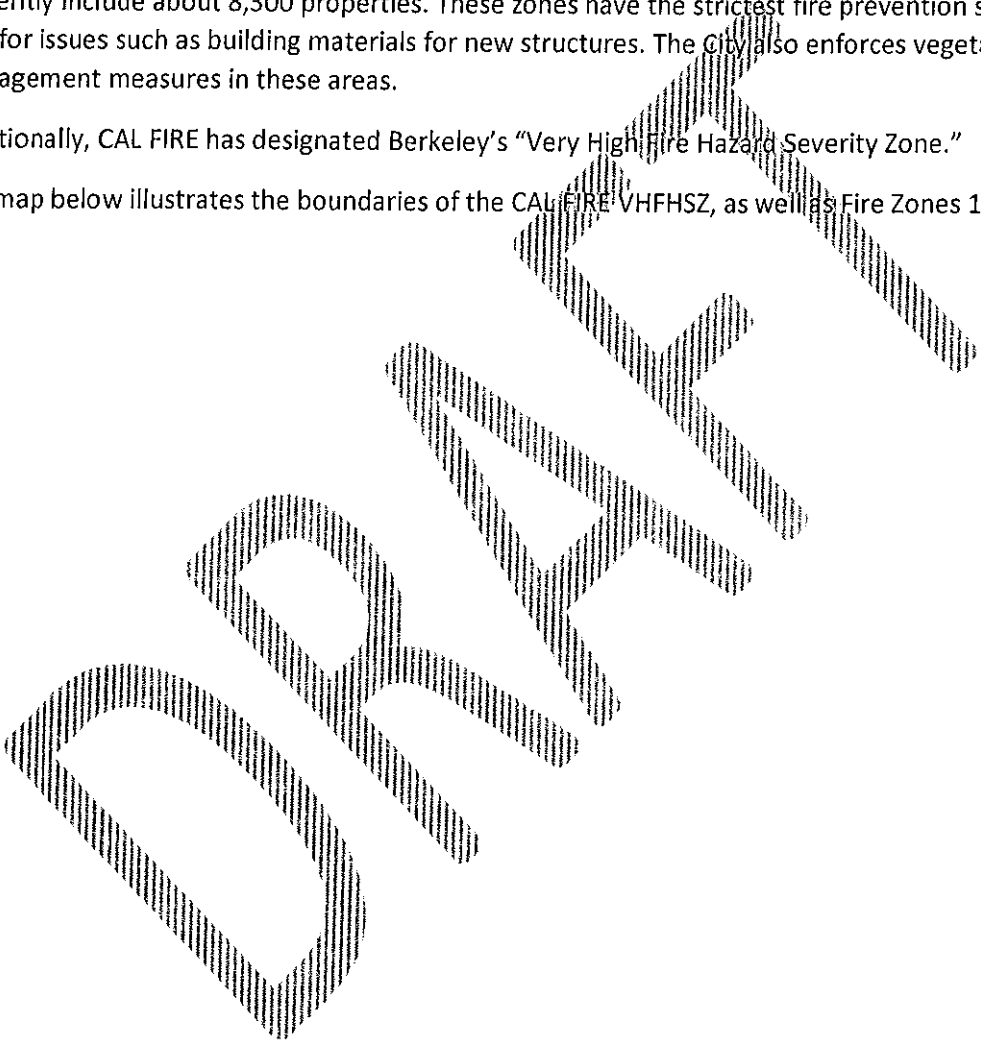 ently include about 8,300 properties. These zones have the strictest fire prevention s
for issues such as building materials for new structures. The City also enforces veget
agement measures in these areas.
tionally, CAL FIRE has designated Berkeley's “Very High Fire Hazard Severity Zone.”
map below illustrates the boundaries of the CAL FIRE VHFHSZ, as well as Fire Zones 1
DRAFT